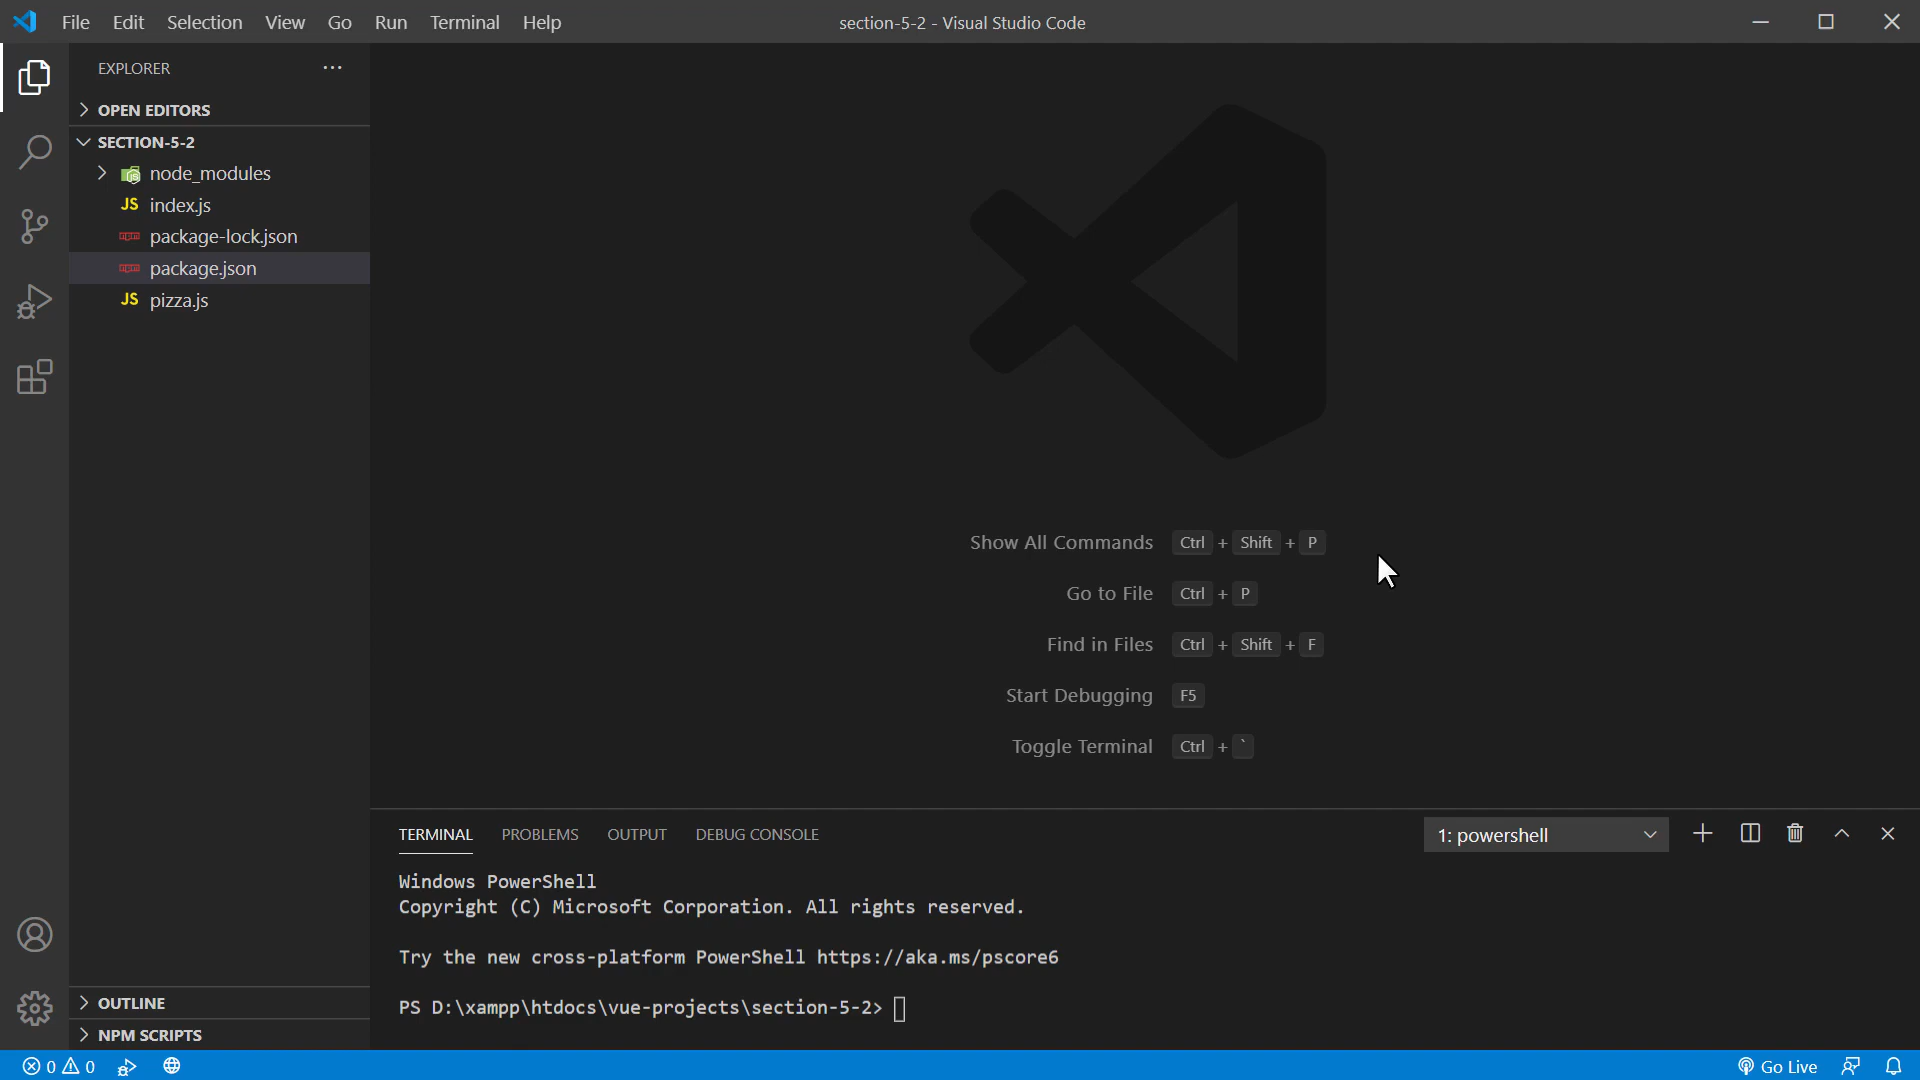 File Edit Selection View Go Run Terminal Help
section-5-2 - Visual Studio Code
EXPLORER
OPEN EDITORS
SECTION-5-2
node_modules
JS index.js
package-lock.json
package.json
JS pizza.js
OUTLINE
NPM SCRIPTS
Show All Commands Ctrl + Shift + P
Go to File Ctrl + P
Find in Files Ctrl + Shift + F
Start Debugging F5
Toggle Terminal Ctrl + `
TERMINAL PROBLEMS OUTPUT DEBUG CONSOLE
1: powershell
Windows PowerShell
Copyright (C) Microsoft Corporation. All rights reserved.
Try the new cross-platform PowerShell https://aka.ms/pscore6
PS D:\xampp\htdocs\vue-projects\section-5-2>
0 0
Go Live